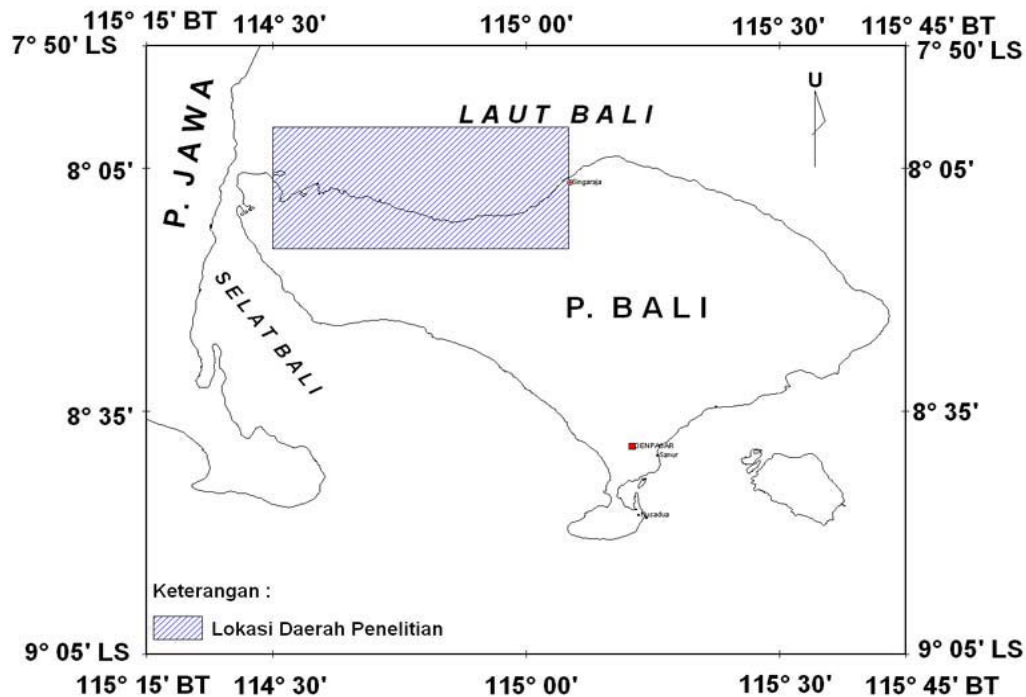 115° 15' BT 114° 30' 115° 00' 115° 30' 115° 45' BT
7° 50' LS 7° 50' LS
U
P. JAWA
LAUT BALI
8° 05' 8° 05'
Singaraja
SELAT BALI
P. BALI
8° 35' 8° 35'
DENPASAR
Sanur
Nusadua
Keterangan :
Lokasi Daerah Penelitian
9° 05' LS 9° 05' LS
115° 15' BT 114° 30' 115° 00' 115° 30' 115° 45' BT